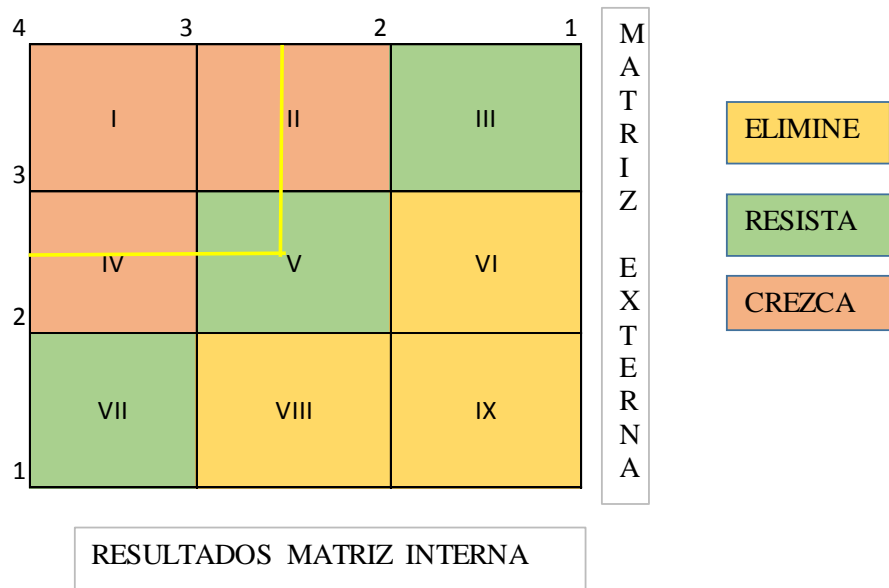 4 3 2 1
I II III
3
IV V VI
2
VII VIII IX
1
M
A
T
R
I
Z
E
X
T
E
R
N
A
ELIMINE
RESISTA
CREZCA
RESULTADOS MATRIZ INTERNA